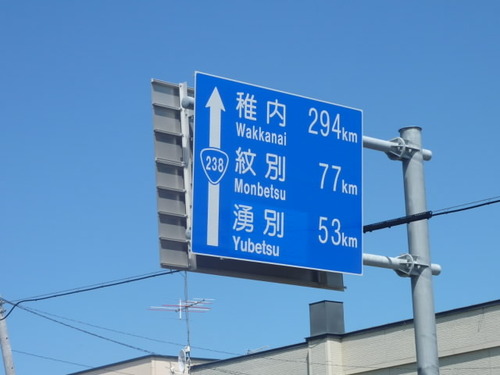 稚内 294km
Wakkanai
238
紋別 77km
Monbetsu
湧別 53km
Yubetsu